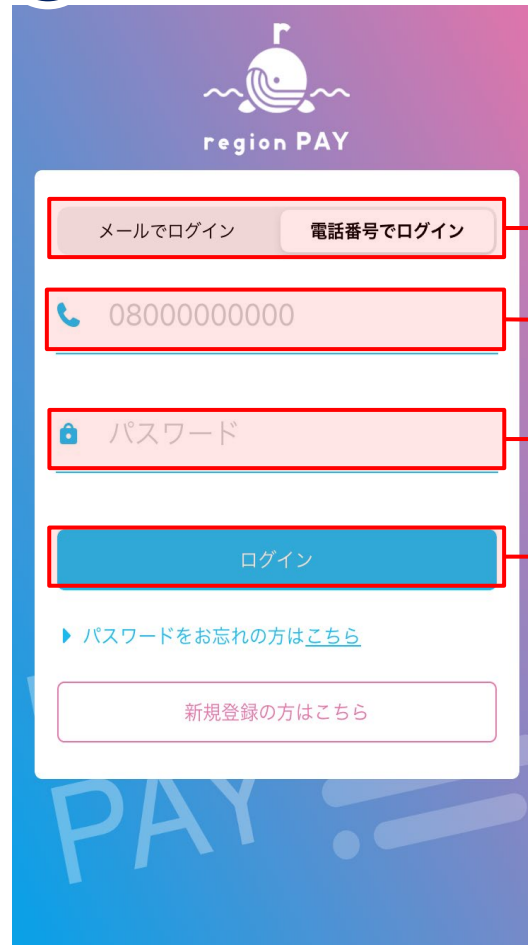 r
region PAY
メールでログイン 電話番号でログイン
08000000000
パスワード
ログイン
パスワードをお忘れの方はこちら
新規登録の方はこちら
PAY